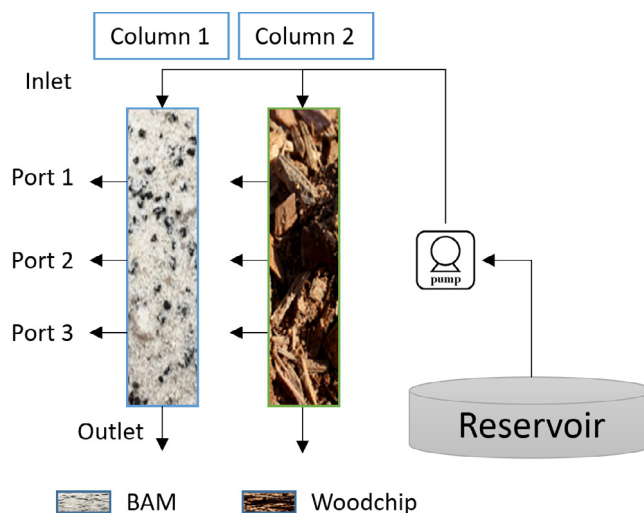 Column 1
Column 2
Inlet
Port 1
Port 2
pump
Port 3
Reservoir
Outlet
BAM
Woodchip